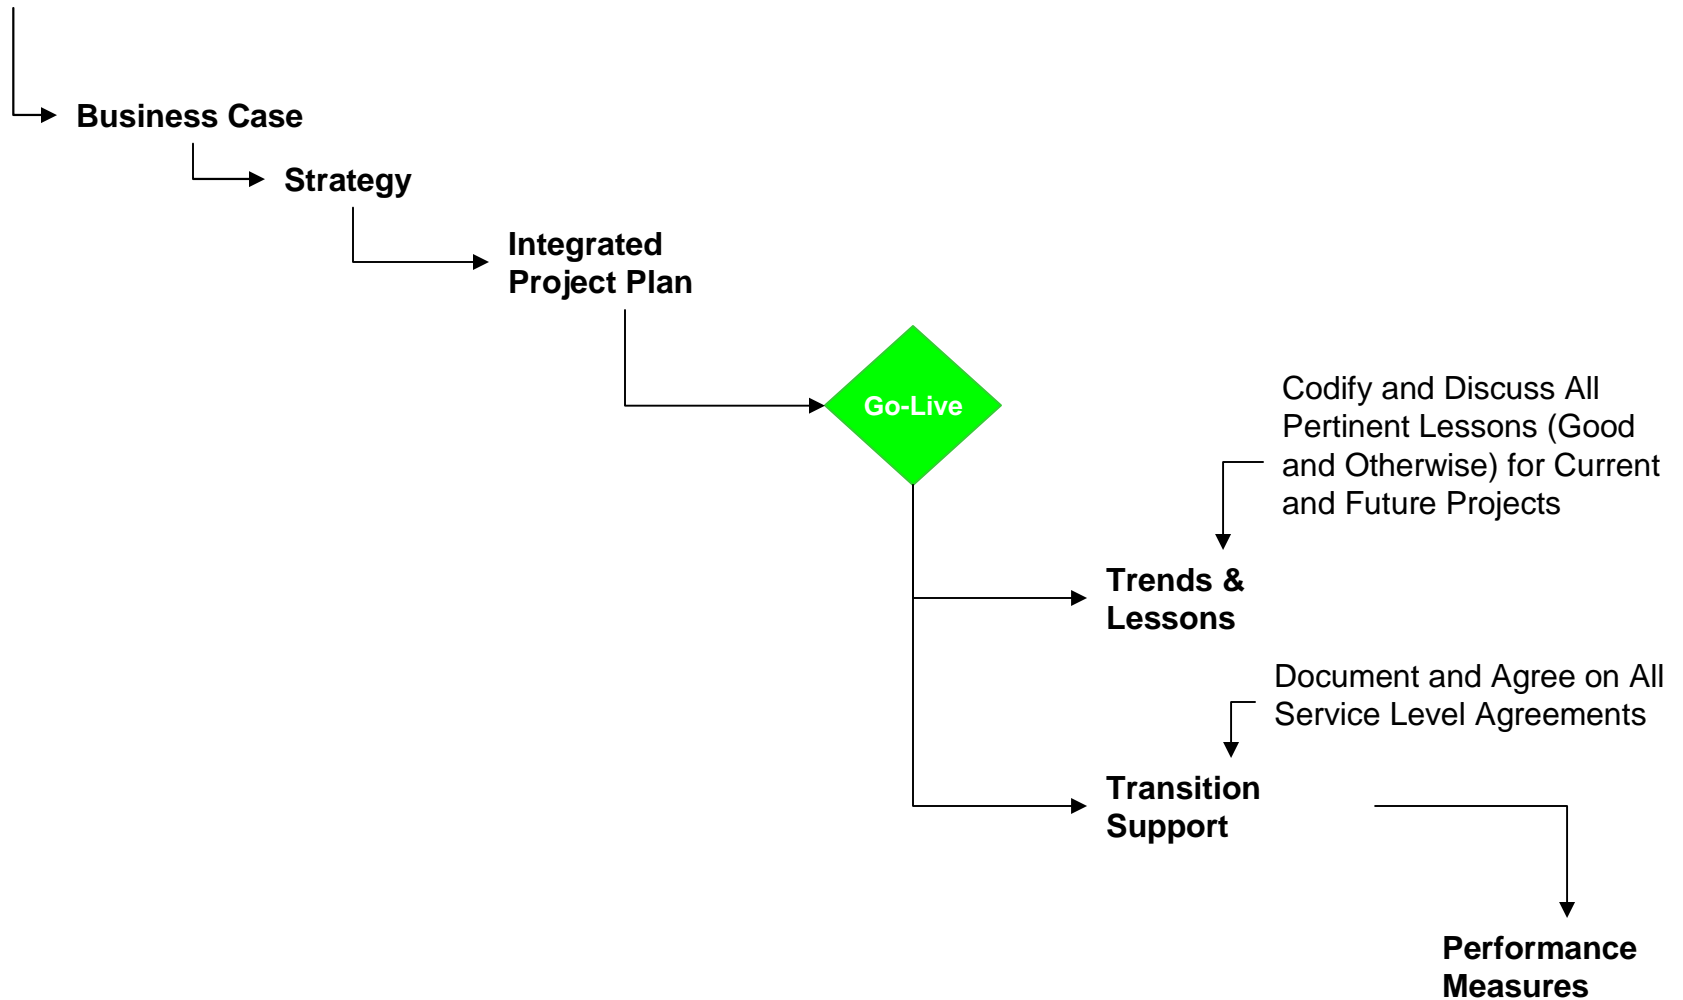 Business Case
Strategy
Integrated
Project Plan
Go-Live
Codify and Discuss All
Pertinent Lessons (Good
and Otherwise) for Current
and Future Projects
Trends &
Lessons
Document and Agree on All
Service Level Agreements
Transition
Support
Performance
Measures